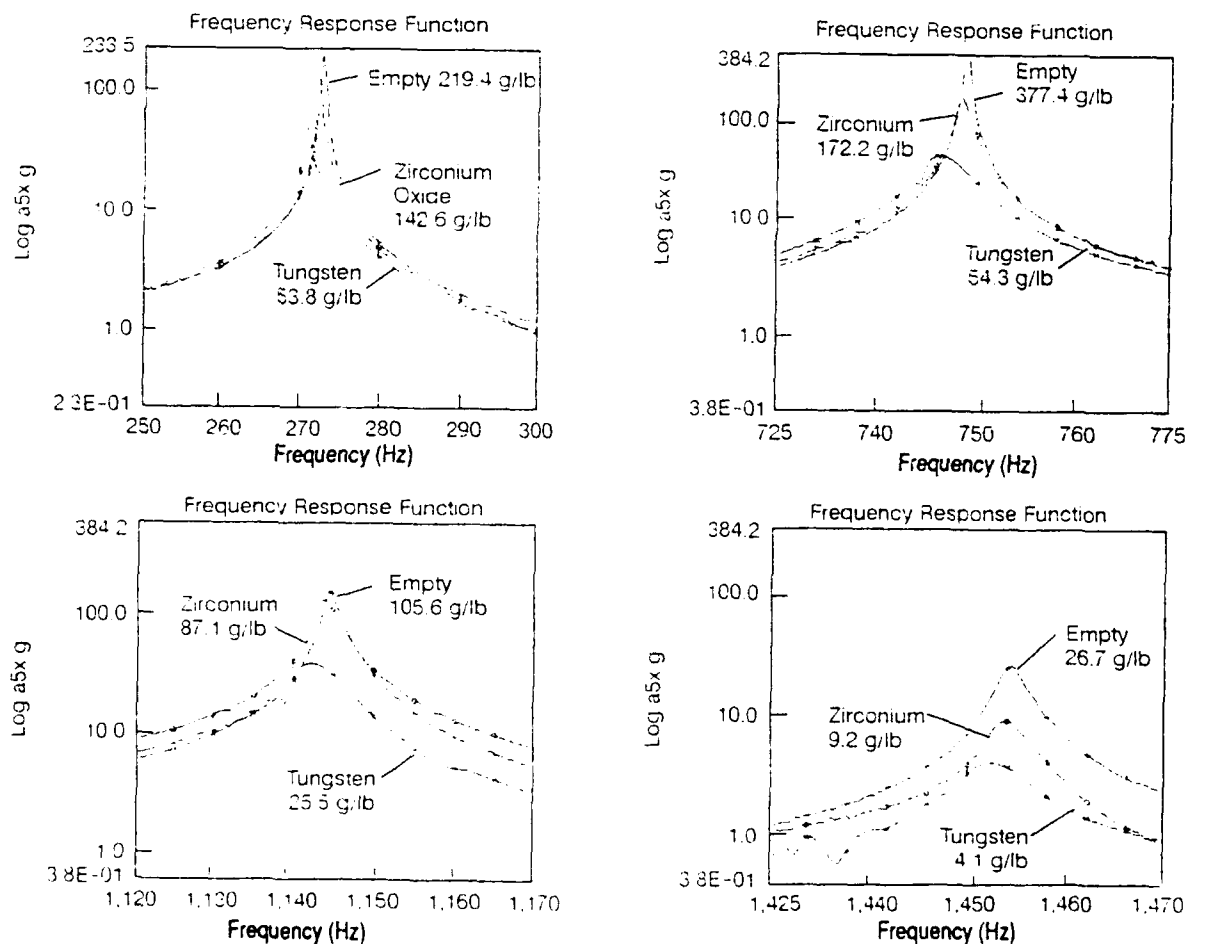 Frequency Response Function
233.5
100.0
10.0
1.0
2.3E-01
Log a5x g
Empty 219.4 g/lb
Zirconium
Oxide
142.6 g/lb
Tungsten
63.8 g/lb
250 260 270 280 290 300
Frequency (Hz)
Frequency Response Function
384.2
100.0
10.0
1.0
3.8E-01
Log a5x g
Empty
377.4 g/lb
Zirconium
172.2 g/lb
Tungsten
54.3 g/lb
725 740 750 760 775
Frequency (Hz)
Frequency Response Function
384.2
100.0
10.0
1.0
3.8E-01
Log a5x g
Empty
105.6 g/lb
Zirconium
87.1 g/lb
Tungsten
25.5 g/lb
1,120 1,130 1,140 1,150 1,160 1,170
Frequency (Hz)
Frequency Response Function
384.2
100.0
10.0
1.0
3.8E-01
Log a5x g
Empty
26.7 g/lb
Zirconium
9.2 g/lb
Tungsten
4.1 g/lb
1,425 1,440 1,450 1,460 1,470
Frequency (Hz)